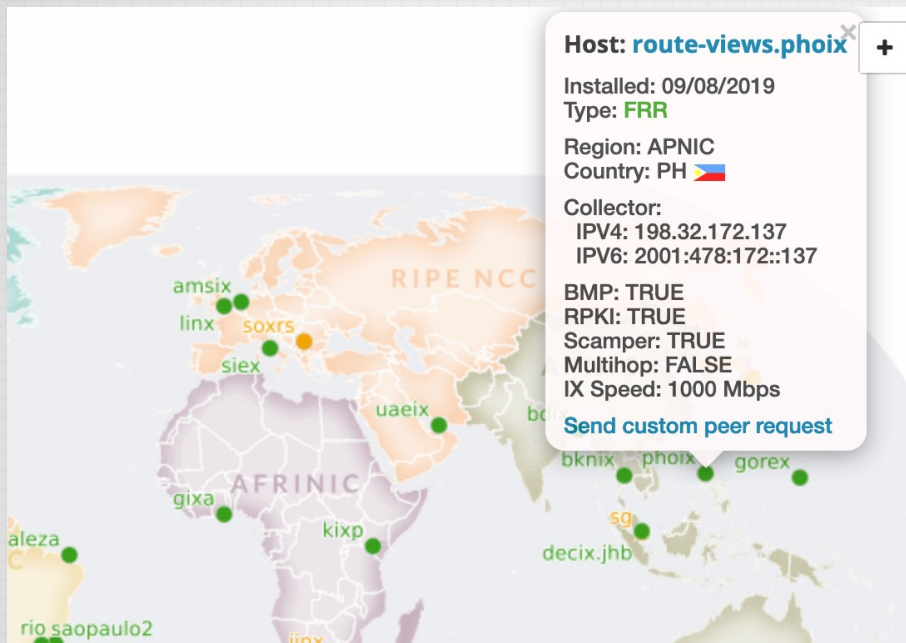 Host: route-views.phoix
×
+
Installed: 09/08/2019
Type: FRR
Region: APNIC
Country: PH
Collector:
IPV4: 198.32.172.137
IPV6: 2001:478:172::137
BMP: TRUE
RPKI: TRUE
Scamper: TRUE
Multihop: FALSE
IX Speed: 1000 Mbps
Send custom peer request
RIPE NCC
amsix
linx
soxrs
siex
uaeix
bknix
phoix
gorex
AFRINIC
gixa
kixp
sg
decix.jhb
aleza
C
rio saopaulo2